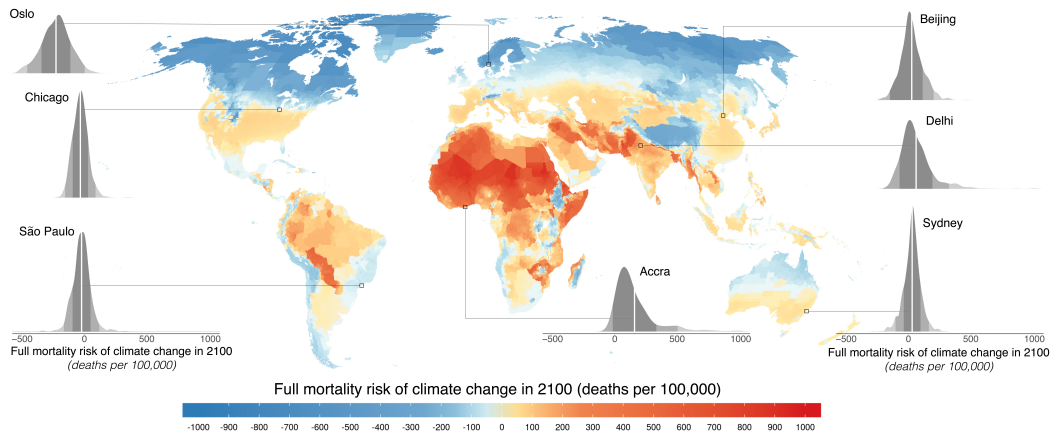 Oslo
Beijing
Chicago
Delhi
São Paulo
Sydney
Accra
−500 0 500 1000
Full mortality risk of climate change in 2100
(deaths per 100,000)
−500 0 500 1000
−500 0 500 1000
Full mortality risk of climate change in 2100
(deaths per 100,000)
Full mortality risk of climate change in 2100 (deaths per 100,000)
-1000 -900 -800 -700 -600 -500 -400 -300 -200 -100 0 100 200 300 400 500 600 700 800 900 1000